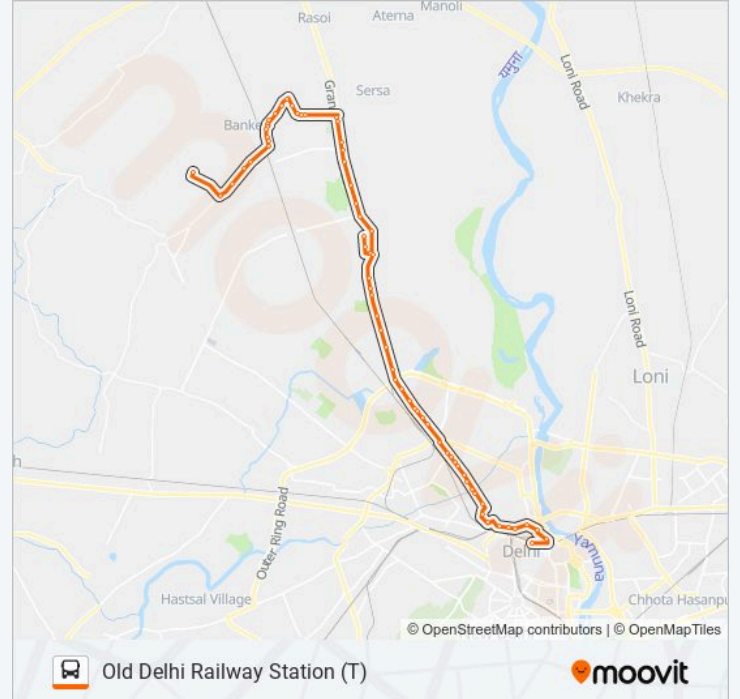 Manoli
Rasoi
Aterna
यमुना
Loni Road
Gran
Sersa
Khekra
Banke
Loni Road
Loni
h
Outer Ring Road
Delhi
Yamuna
Hastsal Village
Chhota Hasanpu
© OpenStreetMap contributors | © OpenMapTiles
Old Delhi Railway Station (T)
moovit